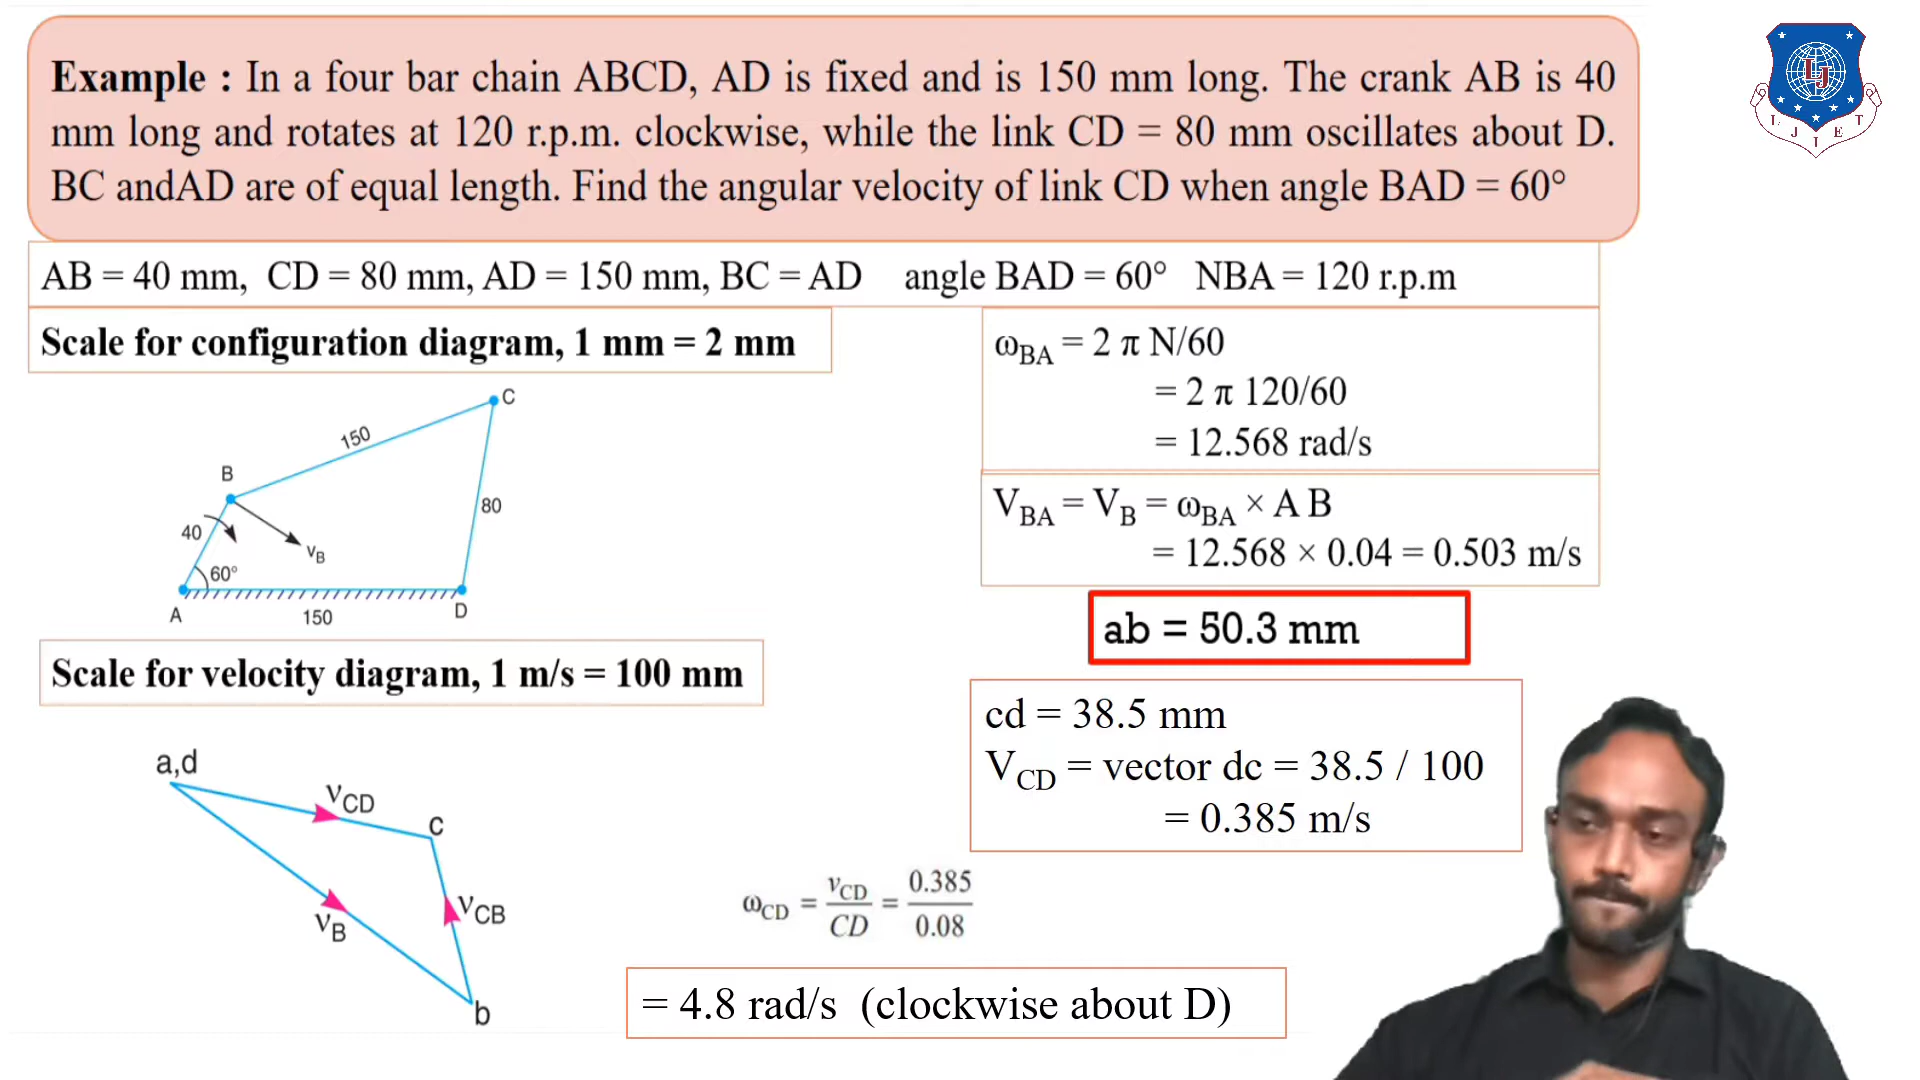 Example : In a four bar chain ABCD, AD is fixed and is 150 mm long. The crank AB is 40
mm long and rotates at 120 r.p.m. clockwise, while the link CD = 80 mm oscillates about D.
BC andAD are of equal length. Find the angular velocity of link CD when angle BAD = 60°
LJIET
LJ
AB = 40 mm, CD = 80 mm, AD = 150 mm, BC = AD angle BAD = 60° NBA = 120 r.p.m
Scale for configuration diagram, 1 mm = 2 mm
C
150
B
80
40
vB
60°
A
D
150
ωBA = 2 π N/60
= 2 π 120/60
= 12.568 rad/s
VBA = VB = ωBA × A B
= 12.568 × 0.04 = 0.503 m/s
ab = 50.3 mm
Scale for velocity diagram, 1 m/s = 100 mm
a,d
vCD
c
vCB
vB
b
cd = 38.5 mm
VCD = vector dc = 38.5 / 100
= 0.385 m/s
ωCD = vCD/CD = 0.385/0.08
= 4.8 rad/s (clockwise about D)